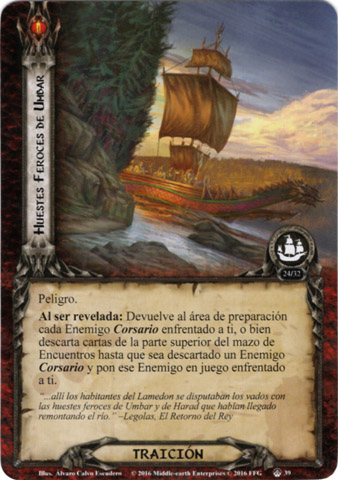 HUESTES FEROCES DE UMBAR
24/32
Peligro.
Al ser revelada: Devuelve al área de preparación
cada Enemigo Corsario enfrentado a ti, o bien
descarta cartas de la parte superior del mazo de
Encuentros hasta que sea descartado un Enemigo
Corsario y pon ese Enemigo en juego enfrentado
a ti.
“...allí los habitantes del Lamedon se disputaban los vados con
las huestes feroces de Umbar y de Harad que habían llegado
remontando el río.” –Legolas, El Retorno del Rey
TRAICIÓN
Illus. Alvaro Calvo Escudero © 2016 Middle-earth Enterprises © 2016 FFG 39